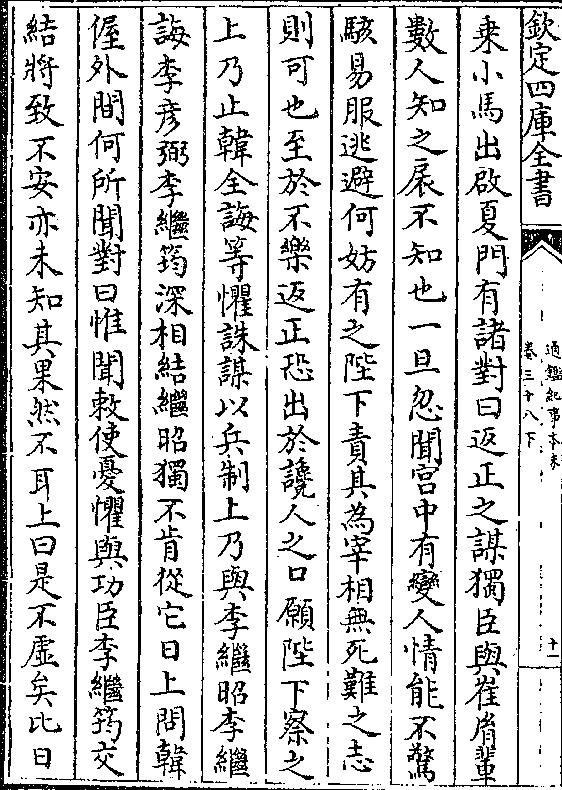 欽定四庫全書
通鑑紀事本末
卷三十八下
十一
乗小馬出啟夏門有諸對曰返正之謀獨臣與崔𦙍輩
數人知之扆不知也一旦忽聞宫中有變人情能不驚
駭易服逃避何妨有之陛下責其為宰相無死難之志
則可也至於不樂返正恐出於讒人之口願陛下察之
上乃止韓全誨等懼誅謀以兵制上乃與李繼昭李繼
誨李彦弼李繼筠深相結繼昭獨不肯從它日上問韓
偓外間何所聞對曰惟聞敕使憂懼與功臣李繼筠交
結將致不安亦未知其果然不耳上曰是不虚矣比日